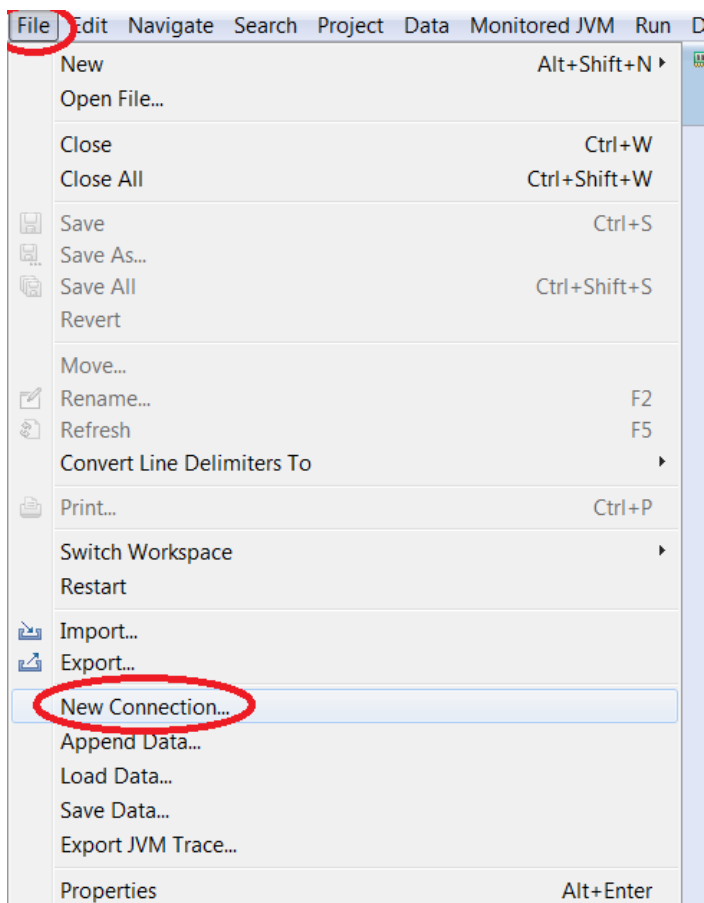 File Edit Navigate Search Project Data Monitored JVM Run D
New Alt+Shift+N
Open File...
Close Ctrl+W
Close All Ctrl+Shift+W
Save Ctrl+S
Save As...
Save All Ctrl+Shift+S
Revert
Move...
Rename... F2
Refresh F5
Convert Line Delimiters To
Print... Ctrl+P
Switch Workspace
Restart
Import...
Export...
New Connection...
Append Data...
Load Data...
Save Data...
Export JVM Trace...
Properties Alt+Enter